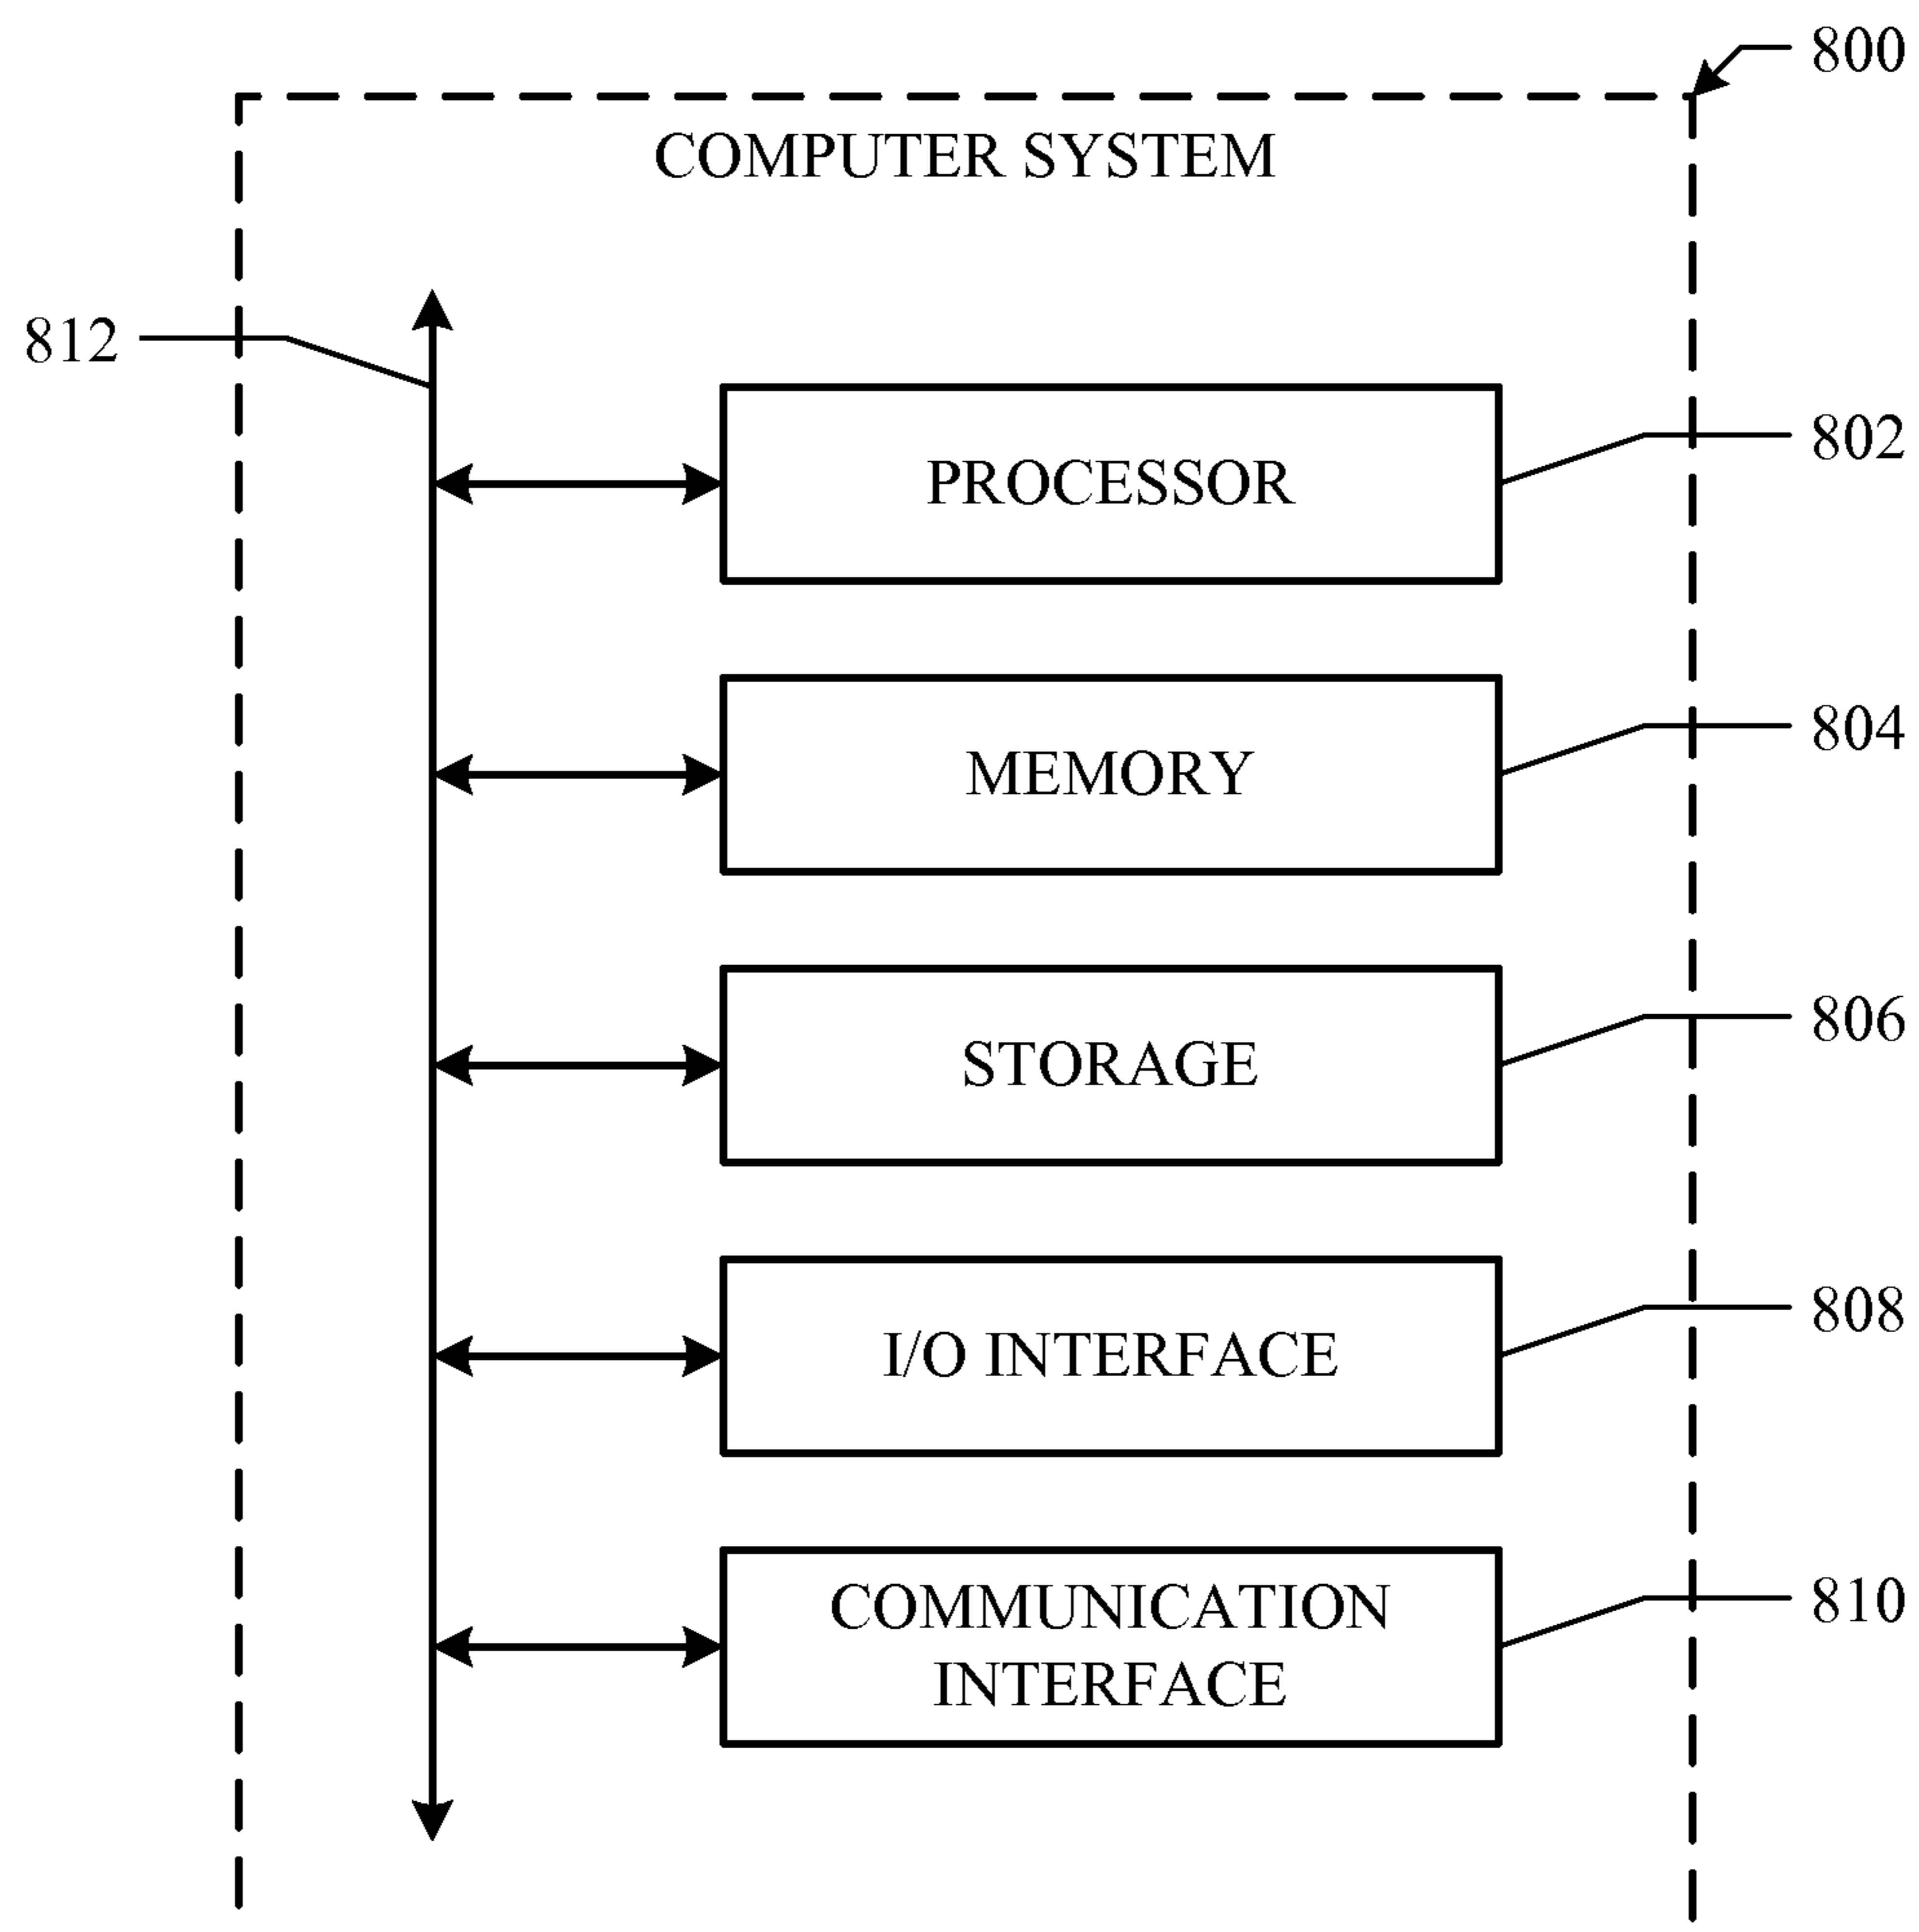 800
COMPUTER SYSTEM
812
802
PROCESSOR
804
MEMORY
806
STORAGE
808
I/O INTERFACE
810
COMMUNICATION
INTERFACE